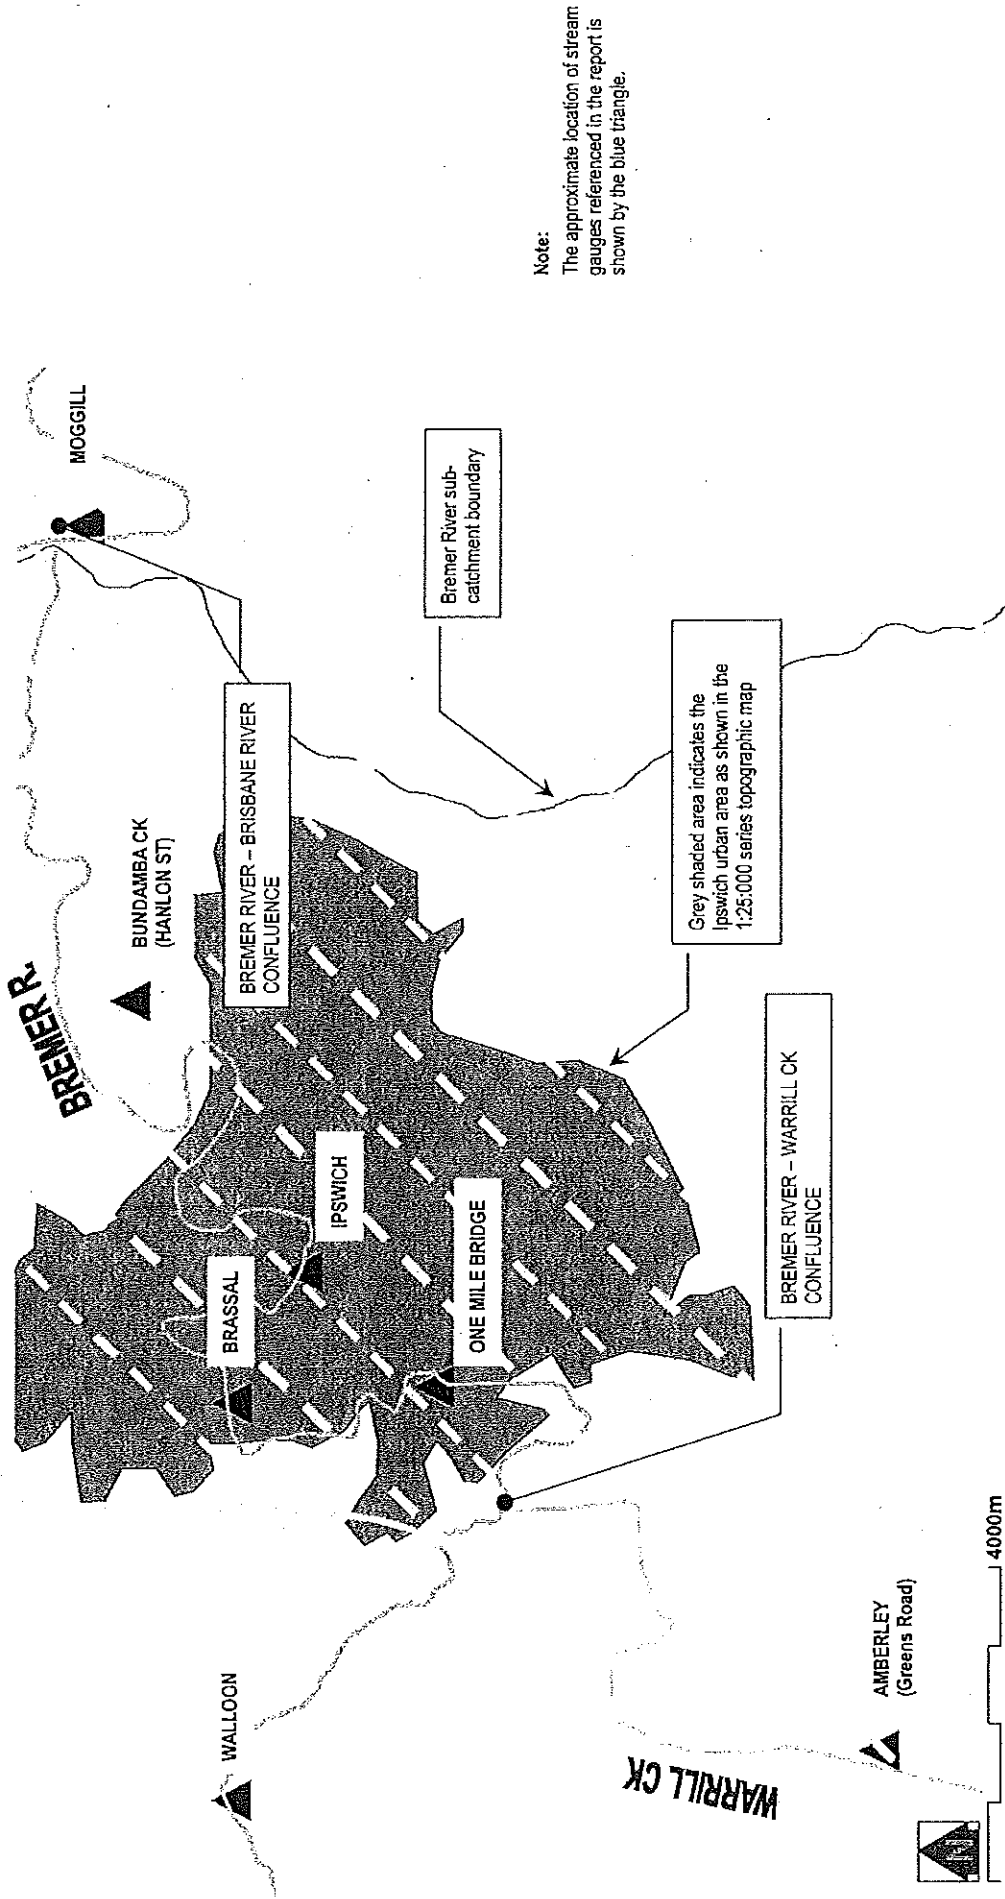 BREMER R.
MOGGILL
BUNDAMBA CK
(HANLON ST)
BREMER RIVER – BRISBANE RIVER
CONFLUENCE
Note:
The approximate location of stream
gauges referenced in the report is
shown by the blue triangle.
Bremer River sub-
catchment boundary
WALLOON
BRASSAL
IPSWICH
ONE MILE BRIDGE
Grey shaded area indicates the
Ipswich urban area as shown in the
1:25:000 series topographic map
BREMER RIVER – WARRILL CK
CONFLUENCE
WARRILL CK
AMBERLEY
(Greens Road)
N
4000m